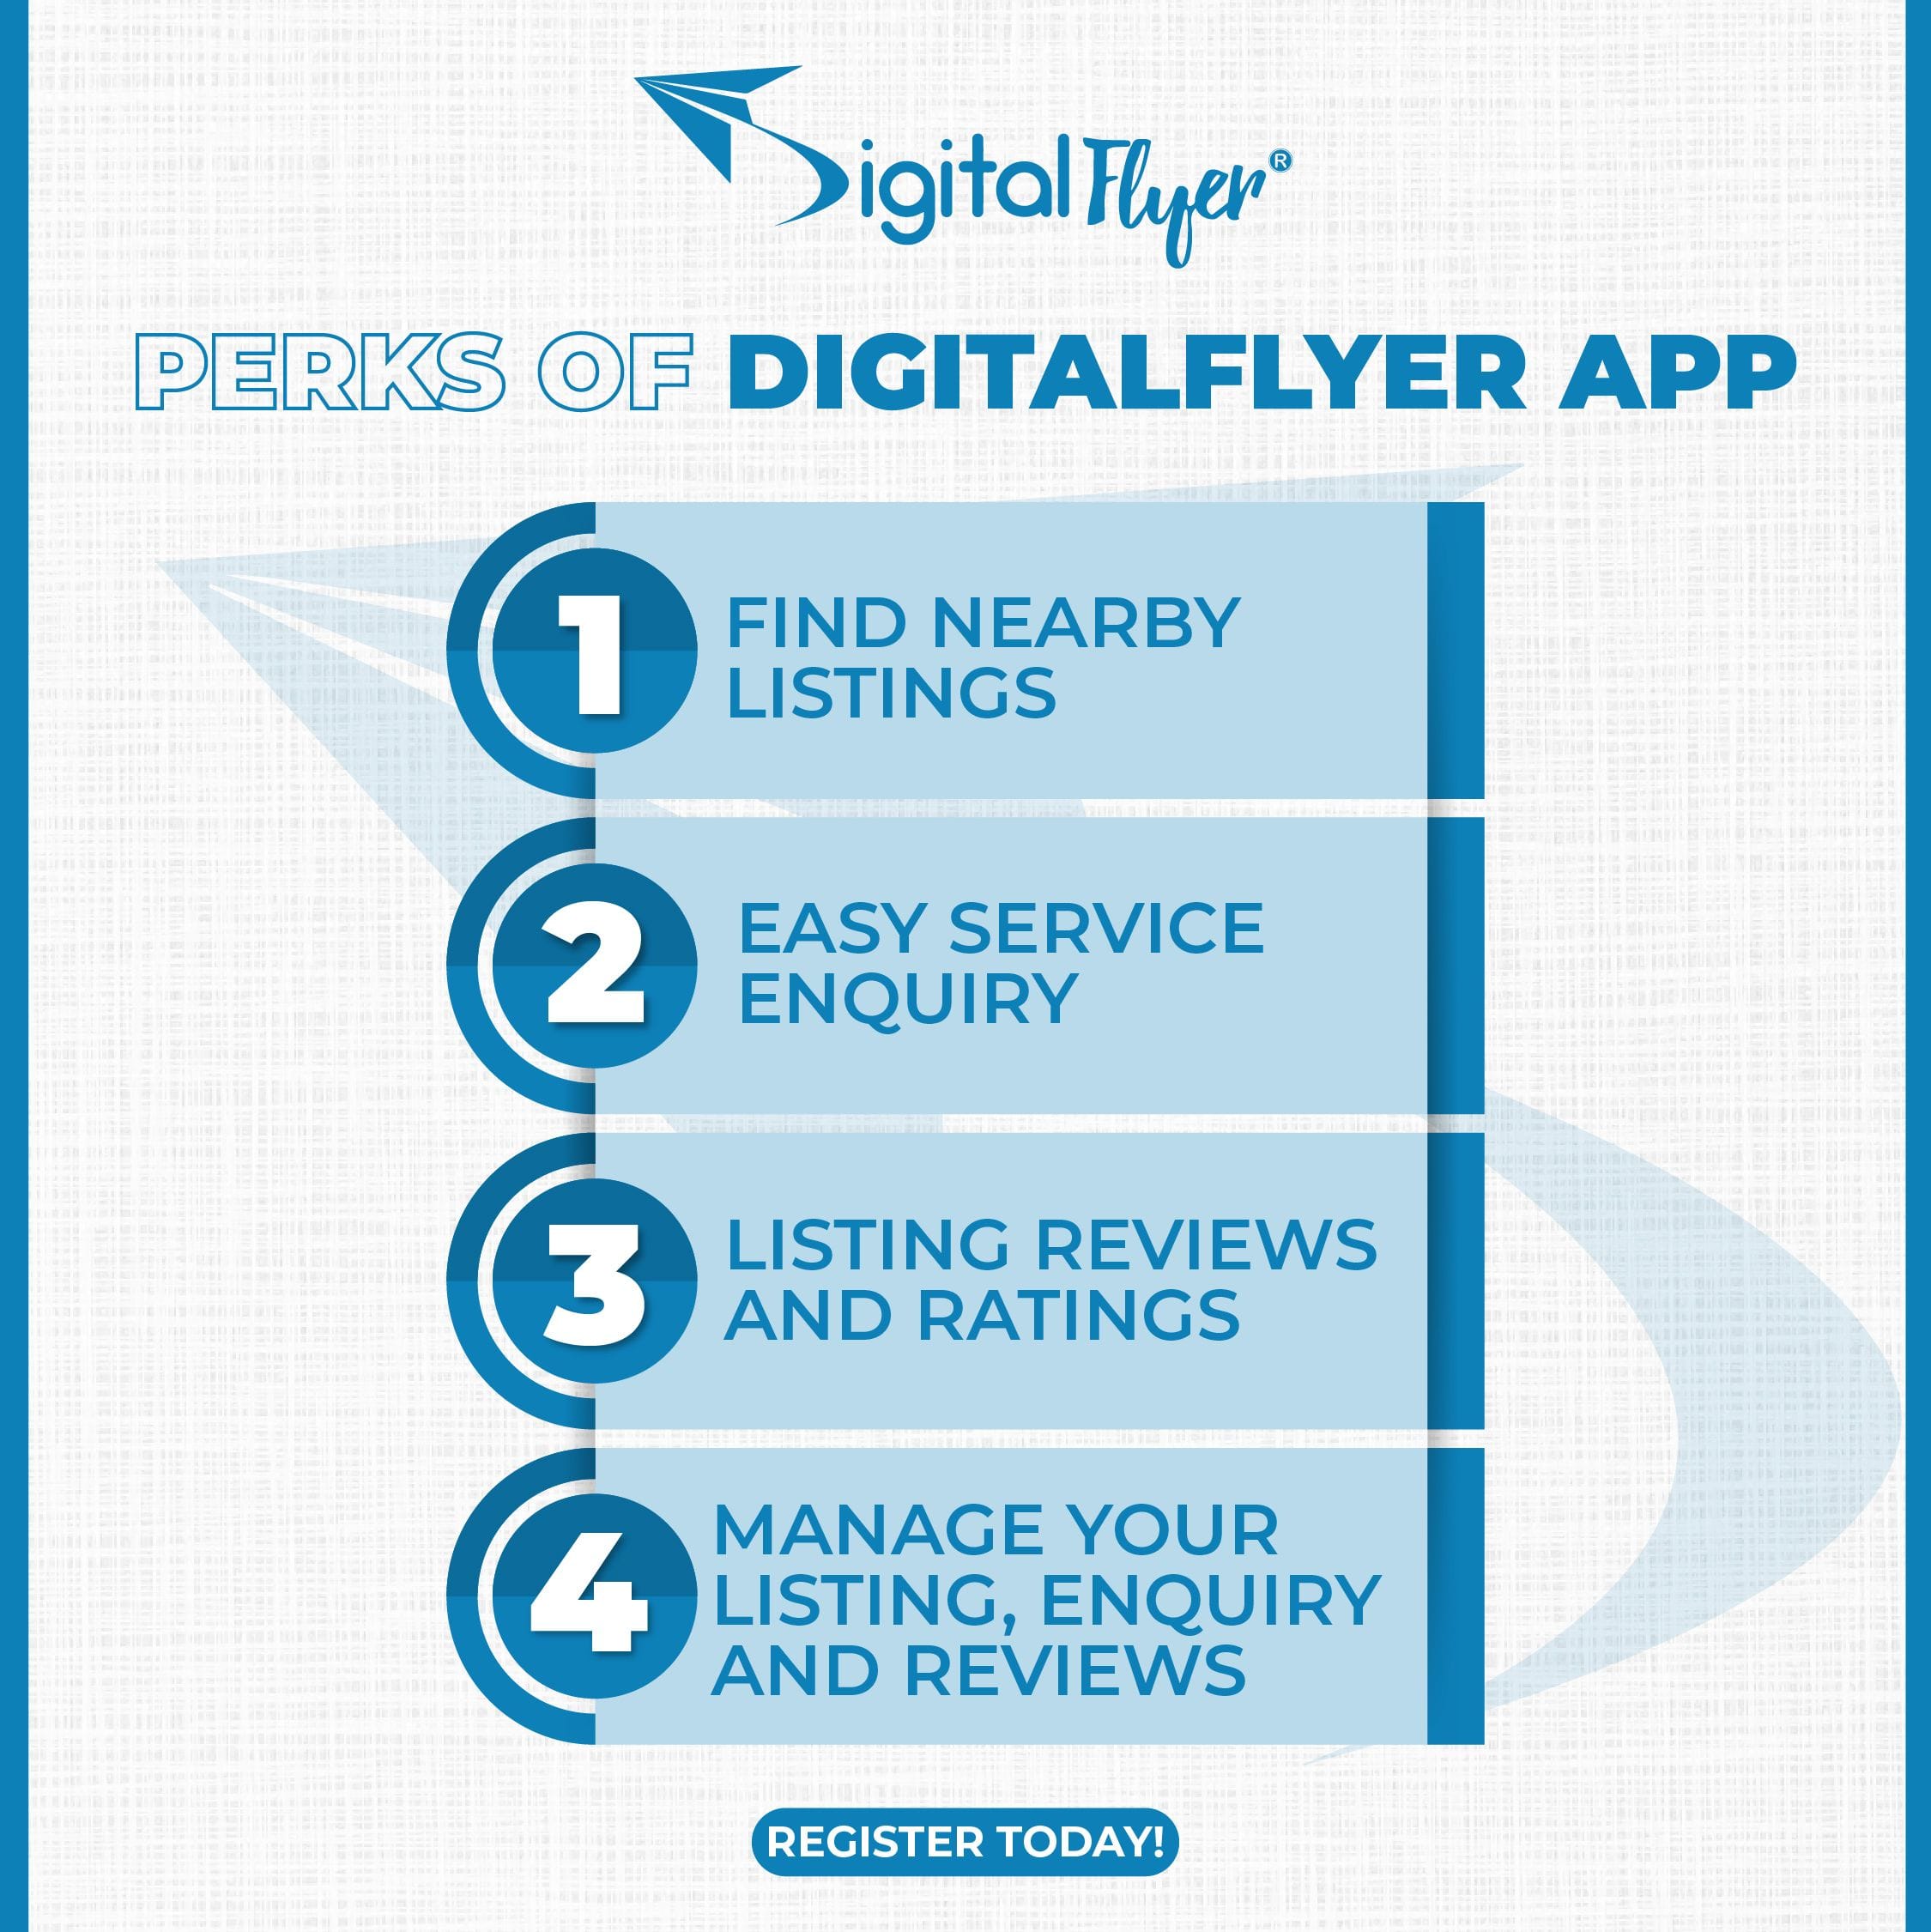 DigitalFlyer®
PERKS OF DIGITALFLYER APP
1
FIND NEARBY
LISTINGS
2
EASY SERVICE
ENQUIRY
3
LISTING REVIEWS
AND RATINGS
4
MANAGE YOUR
LISTING, ENQUIRY
AND REVIEWS
REGISTER TODAY!